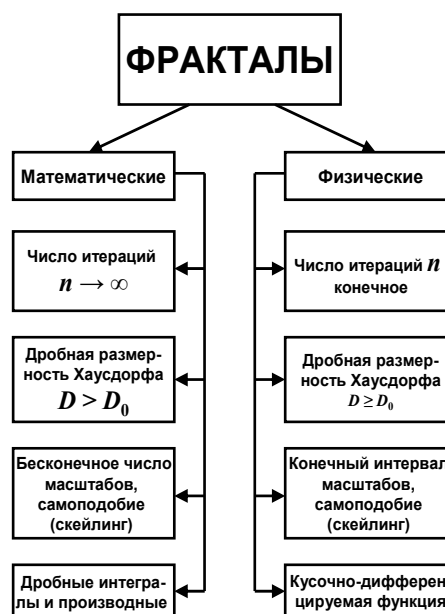 ФРАКТАЛЫ
Математические
Физические
Число итераций
n → ∞
Число итераций n
конечное
Дробная размер-
ность Хаусдорфа
D > D₀
Дробная размер-
ность Хаусдорфа
D ≥ D₀
Бесконечное число
масштабов,
самоподобие
(скейлинг)
Конечный интервал
масштабов,
самоподобие
(скейлинг)
Дробные интегра-
лы и производные
Кусочно-дифферен
цируемая функция